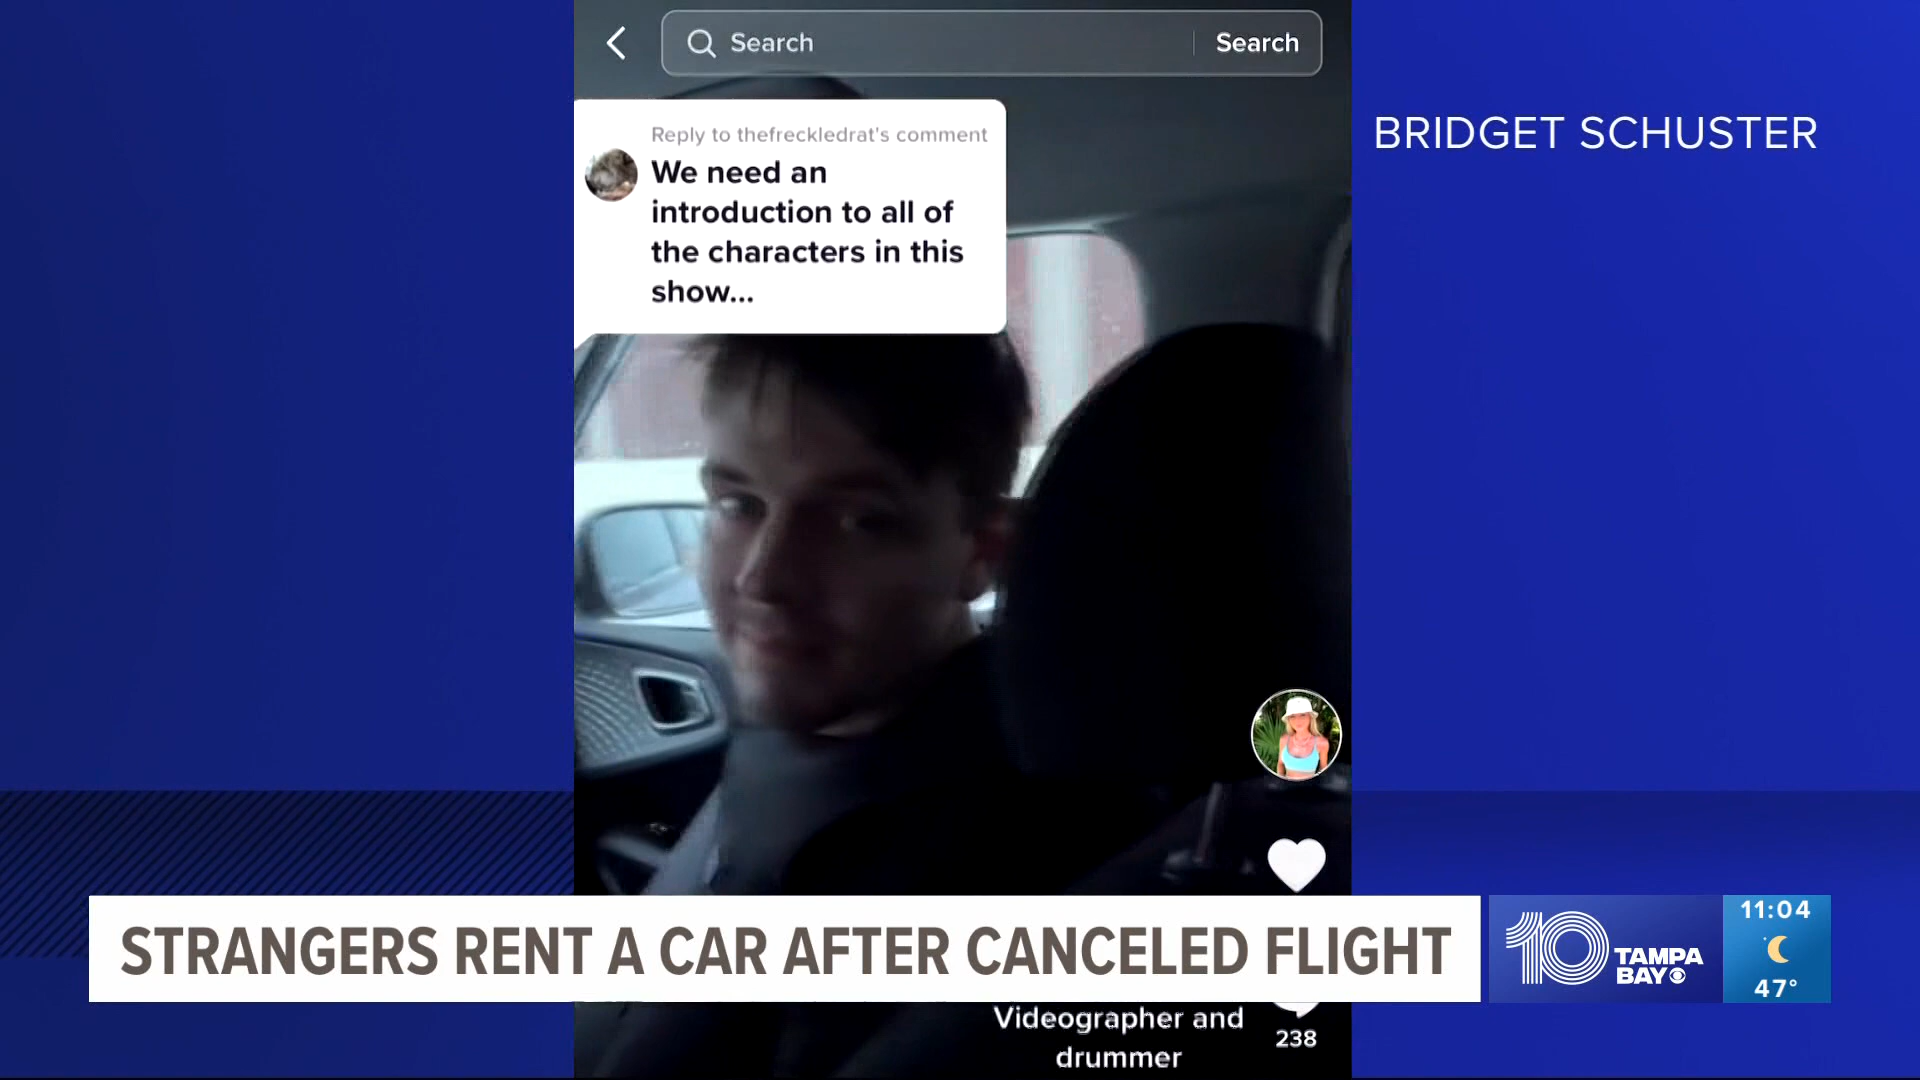 Search
Search
BRIDGET SCHUSTER
Reply to thefreckledrat's comment
We need an
introduction to all of
the characters in this
show...
STRANGERS RENT A CAR AFTER CANCELED FLIGHT
10
TAMPA
BAY
11:04
47°
Videographer and
drummer
238